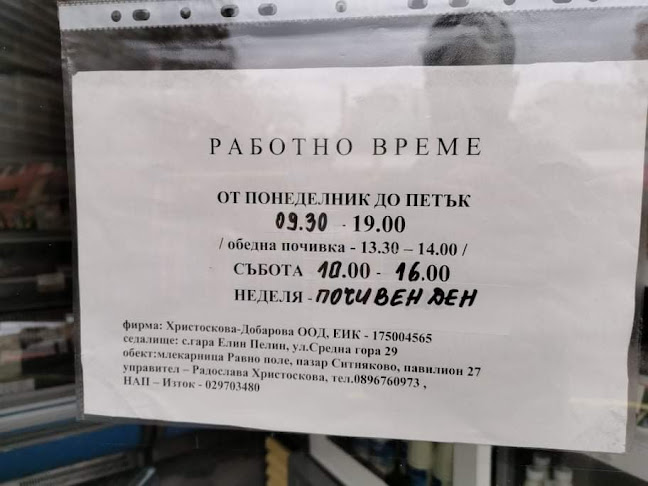 РАБОТНО ВРЕМЕ
ОТ ПОНЕДЕЛНИК ДО ПЕТЪК
09.30 - 19.00
/ обедна почивка - 13.30 – 14.00 /
СЪБОТА 10.00 - 16.00
НЕДЕЛЯ - ПОЧИВЕН ДЕН
фирма: Христоскова-Добарова ООД, ЕИК - 175004565
седалище: с.гара Елин Пелин, ул.Средна гора 29
обект:млекарница Равно поле, пазар Ситняково, павилион 27
управител – Радослава Христоскова, тел.0896760973 ,
НАП – Изток - 029703480